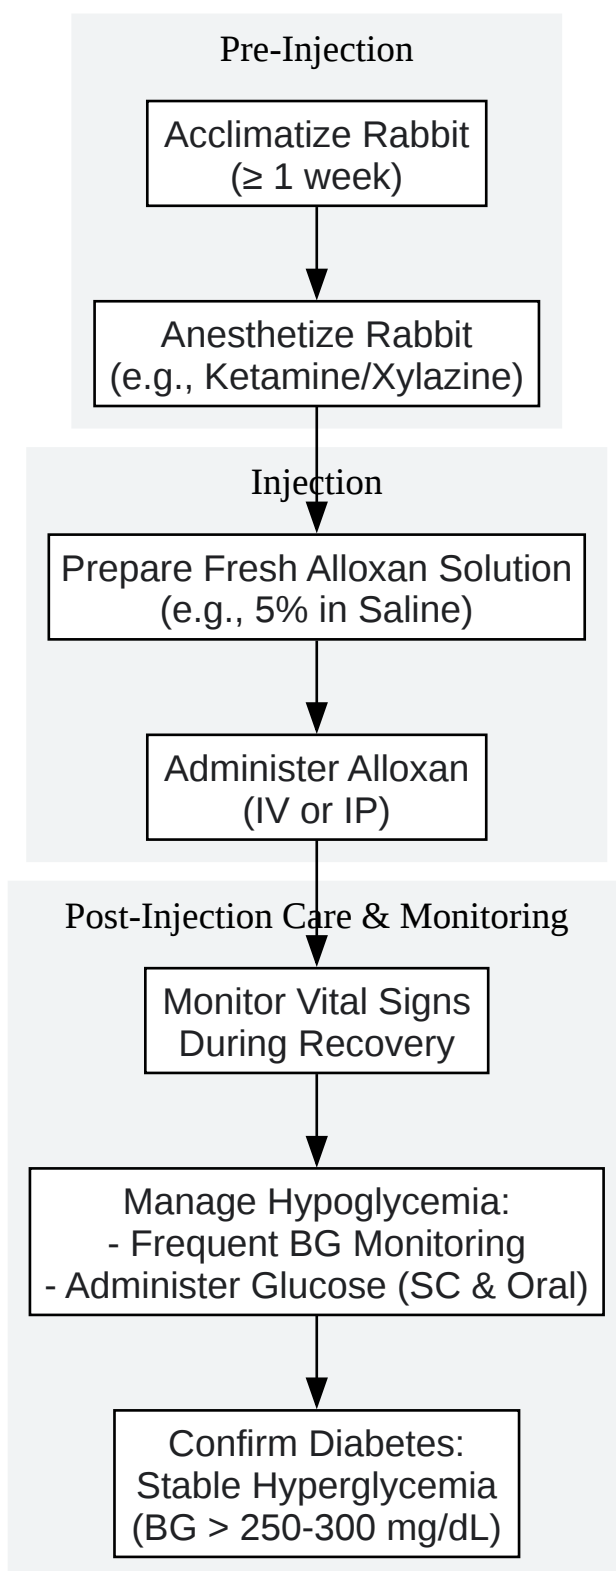 Pre-Injection
Acclimatize Rabbit
(≥ 1 week)
Anesthetize Rabbit
(e.g., Ketamine/Xylazine)
Injection
Prepare Fresh Alloxan Solution
(e.g., 5% in Saline)
Administer Alloxan
(IV or IP)
Post-Injection Care & Monitoring
Monitor Vital Signs
During Recovery
Manage Hypoglycemia:
- Frequent BG Monitoring
- Administer Glucose (SC & Oral)
Confirm Diabetes:
Stable Hyperglycemia
(BG > 250-300 mg/dL)